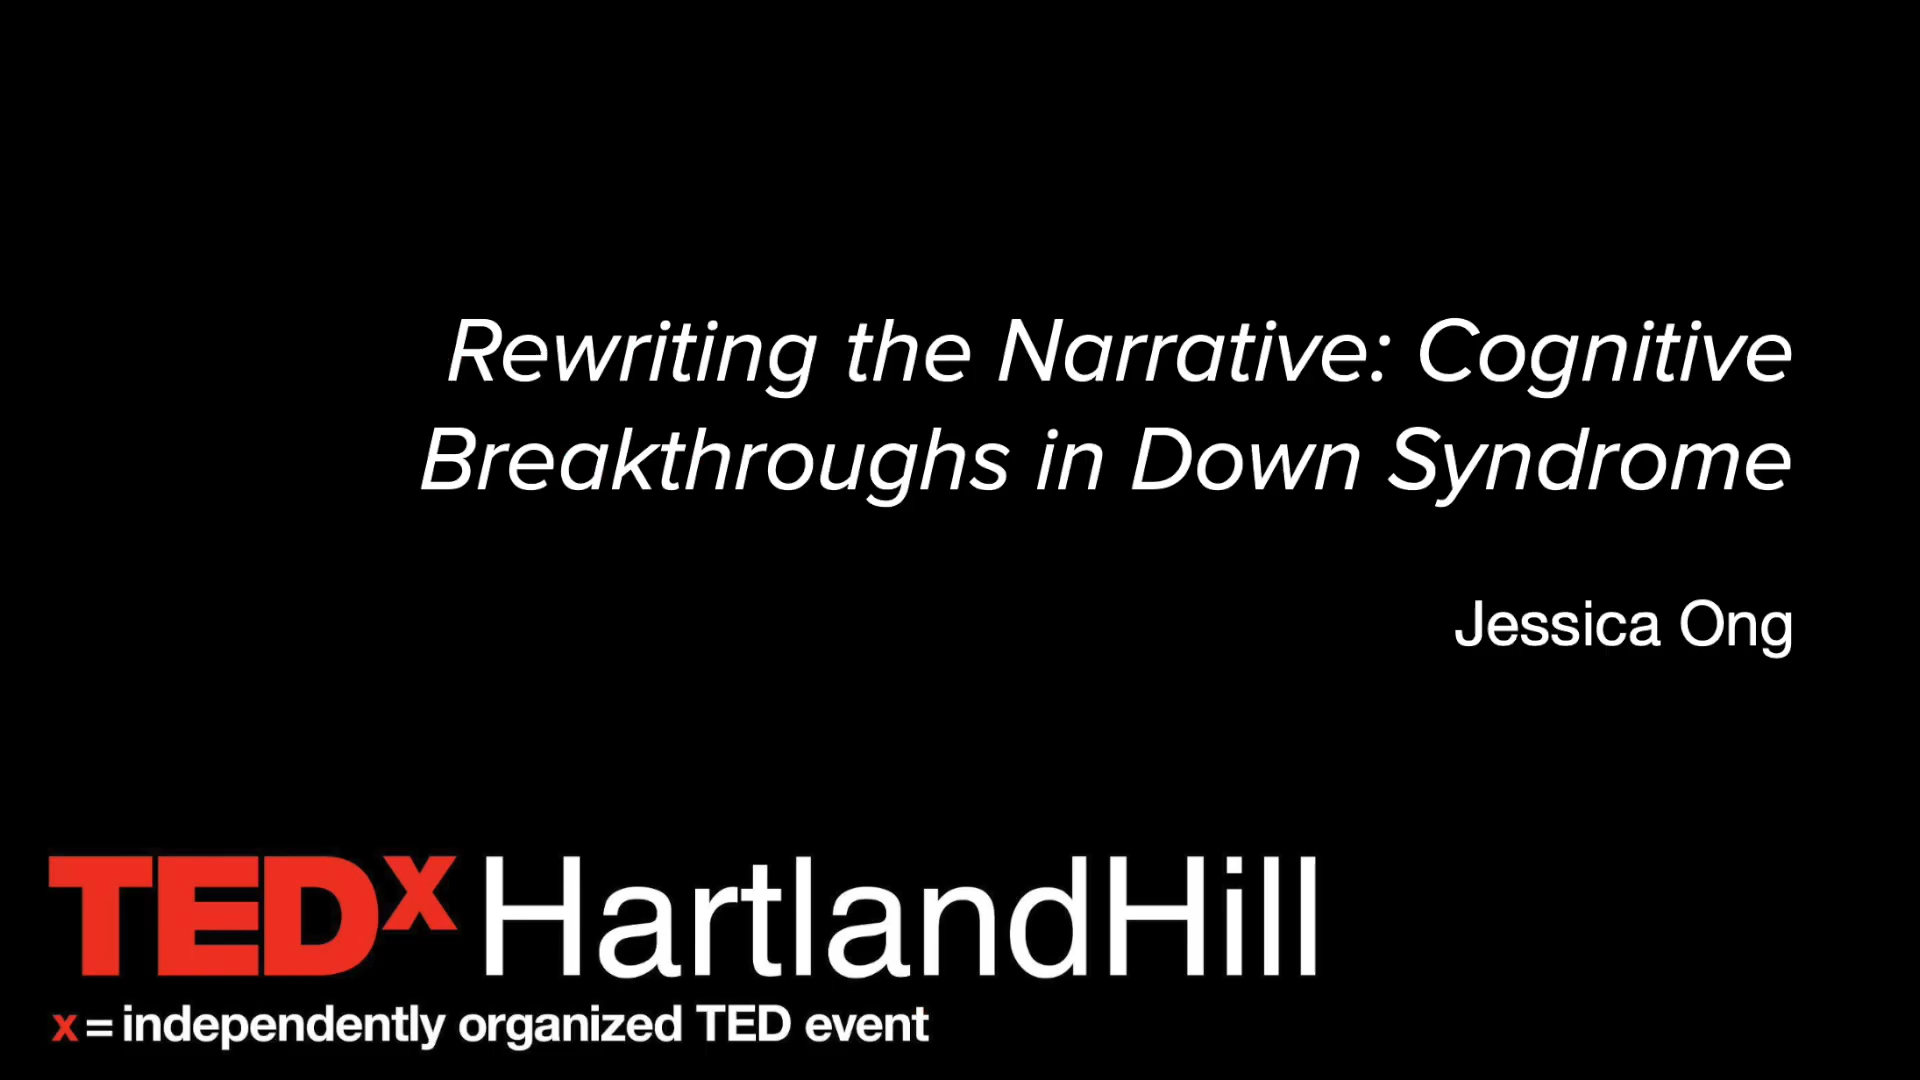 Rewriting the Narrative: Cognitive
Breakthroughs in Down Syndrome
Jessica Ong
TEDx HartlandHill
x = independently organized TED event